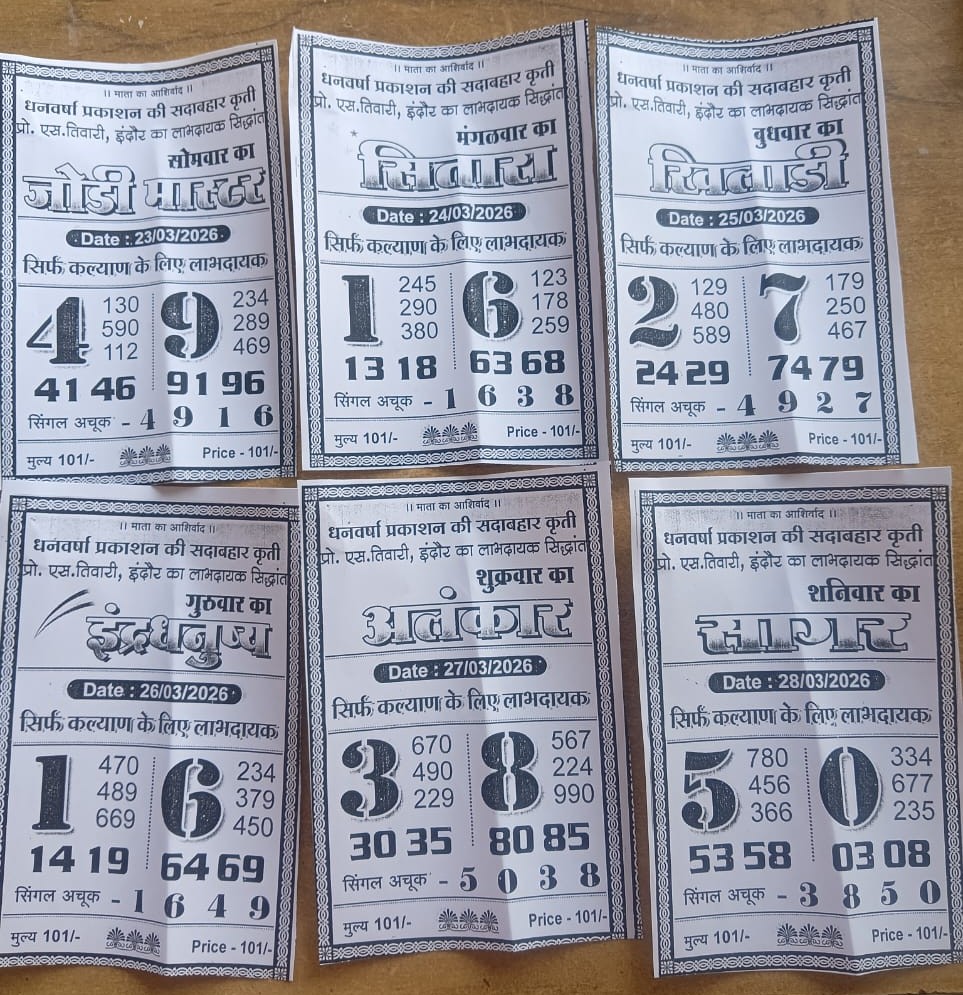 ।। माता का आशिर्वाद ।।
धनवर्षा प्रकाशन की सदाबहार कृती
प्रो. एस.तिवारी, इंदौर का लाभदायक सिद्धांत
सोमवार का
जोडी मास्टर
Date : 23/03/2026
सिर्फ कल्याण के लिए लाभदायक
4 130 590 112 9 234 289 469
41 46 91 96
सिंगल अचूक - 4 9 1 6
मुल्य 101/- Price - 101/-
।। माता का आशिर्वाद ।।
धनवर्षा प्रकाशन की सदाबहार कृती
प्रो. एस.तिवारी, इंदौर का लाभदायक सिद्धांत
मंगळवार का
सितारा
Date : 24/03/2026
सिर्फ कल्याण के लिए लाभदायक
1 245 290 380 6 123 178 259
13 18 63 68
सिंगल अचूक - 1 6 3 8
मुल्य 101/- Price - 101/-
।। माता का आशिर्वाद ।।
धनवर्षा प्रकाशन की सदाबहार कृती
प्रो. एस.तिवारी, इंदौर का लाभदायक सिद्धांत
बुधवार का
खिलाडी
Date : 25/03/2026
सिर्फ कल्याण के लिए लाभदायक
2 129 480 589 7 179 250 467
24 29 74 79
सिंगल अचूक - 4 9 2 7
मुल्य 101/- Price - 101/-
।। माता का आशिर्वाद ।।
धनवर्षा प्रकाशन की सदाबहार कृती
प्रो. एस.तिवारी, इंदौर का लाभदायक सिद्धांत
गुरुवार का
इंद्रधनुष्य
Date : 26/03/2026
सिर्फ कल्याण के लिए लाभदायक
1 470 489 669 6 234 379 450
14 19 64 69
सिंगल अचूक - 1 6 4 9
मुल्य 101/- Price - 101/-
।। माता का आशिर्वाद ।।
धनवर्षा प्रकाशन की सदाबहार कृती
प्रो. एस.तिवारी, इंदौर का लाभदायक सिद्धांत
शुक्रवार का
अलंकार
Date : 27/03/2026
सिर्फ कल्याण के लिए लाभदायक
3 670 490 229 8 567 224 990
30 35 80 85
सिंगल अचूक - 5 0 3 8
मुल्य 101/- Price - 101/-
।। माता का आशिर्वाद ।।
धनवर्षा प्रकाशन की सदाबहार कृती
प्रो. एस.तिवारी, इंदौर का लाभदायक सिद्धांत
शनिवार का
सागर
Date : 28/03/2026
सिर्फ कल्याण के लिए लाभदायक
5 780 456 366 0 334 677 235
53 58 03 08
सिंगल अचूक - 3 8 5 0
मुल्य 101/- Price - 101/-